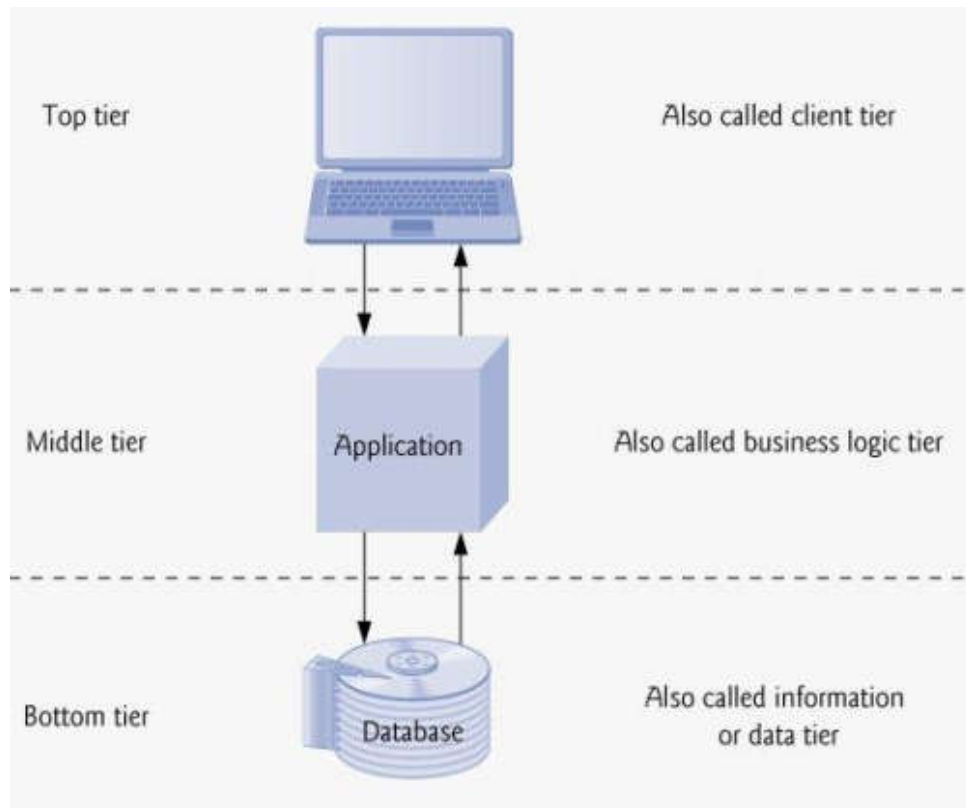 Top tier
Also called client tier
Middle tier
Application
Also called business logic tier
Bottom tier
Database
Also called information
or data tier